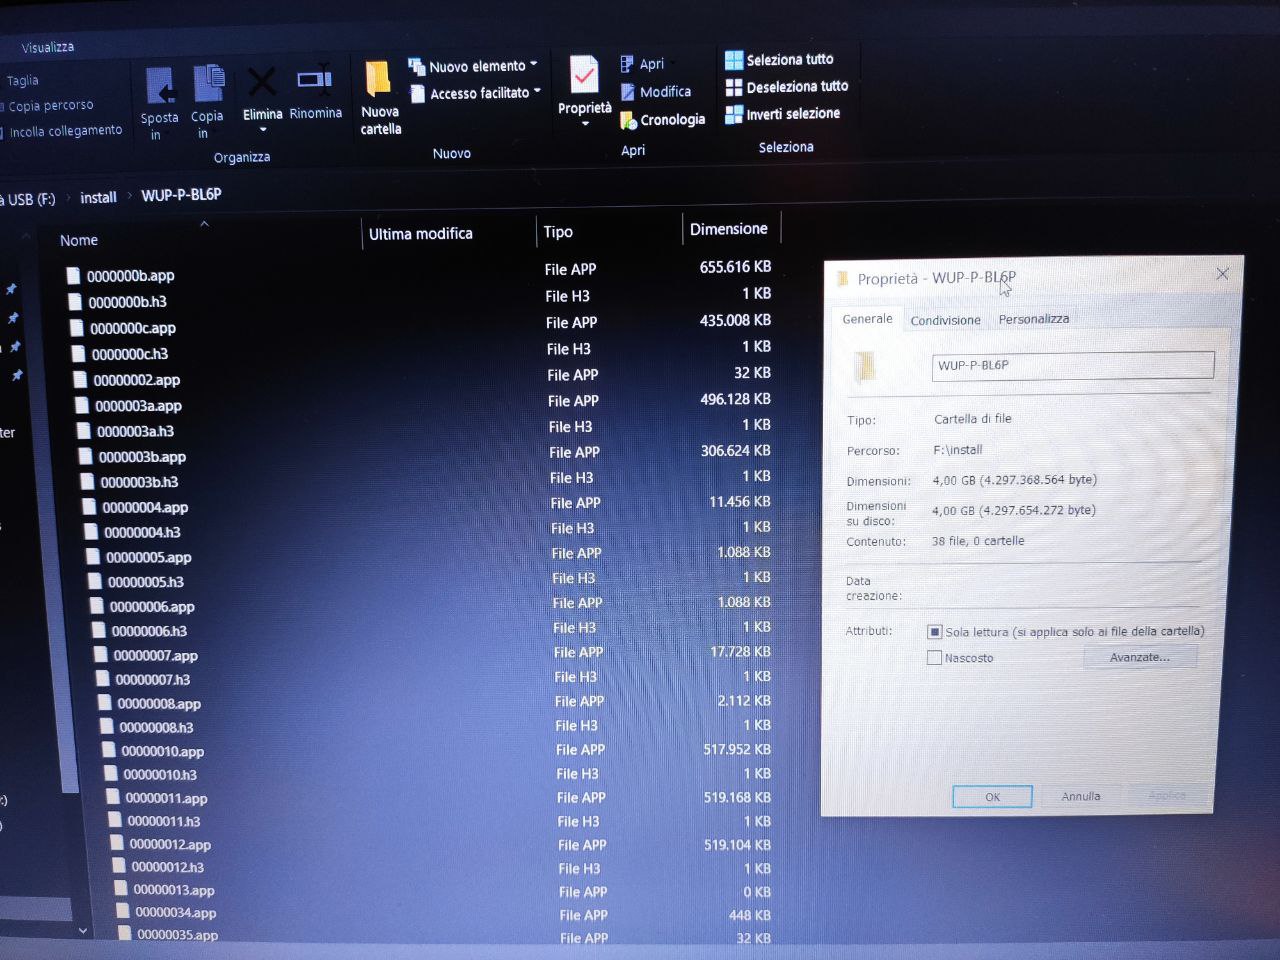 Visualizza
Taglia
Copia percorso
Incolla collegamento
Sposta in
Copia in
Elimina
Rinomina
Organizza
Nuova cartella
Nuovo elemento
Accesso facilitato
Nuovo
Proprietà
Apri
Modifica
Cronologia
Apri
Seleziona tutto
Deseleziona tutto
Inverti selezione
Seleziona
à USB (F:) > install > WUP-P-BL6P
Nome Ultima modifica Tipo Dimensione
0000000b.app File APP 655.616 KB
0000000b.h3 File H3 1 KB
0000000c.app File APP 435.008 KB
0000000c.h3 File H3 1 KB
00000002.app File APP 32 KB
0000003a.app File APP 496.128 KB
0000003a.h3 File H3 1 KB
0000003b.app File APP 306.624 KB
0000003b.h3 File H3 1 KB
00000004.app File APP 11.456 KB
00000004.h3 File H3 1 KB
00000005.app File APP 1.088 KB
00000005.h3 File H3 1 KB
00000006.app File APP 1.088 KB
00000006.h3 File H3 1 KB
00000007.app File APP 17.728 KB
00000007.h3 File H3 1 KB
00000008.app File APP 2.112 KB
00000008.h3 File H3 1 KB
00000010.app File APP 517.952 KB
00000010.h3 File H3 1 KB
00000011.app File APP 519.168 KB
00000011.h3 File H3 1 KB
00000012.app File APP 519.104 KB
00000012.h3 File H3 1 KB
00000013.app File APP 0 KB
00000034.app File APP 448 KB
00000035.app File APP 32 KB
Proprietà - WUP-P-BL6P
Generale Condivisione Personalizza
WUP-P-BL6P
Tipo: Cartella di file
Percorso: F:\install
Dimensioni: 4,00 GB (4.297.368.564 byte)
Dimensioni su disco: 4,00 GB (4.297.654.272 byte)
Contenuto: 38 file, 0 cartelle
Data creazione:
Attributi: Sola lettura (si applica solo ai file della cartella)
Nascosto Avanzate...
OK Annulla Applica